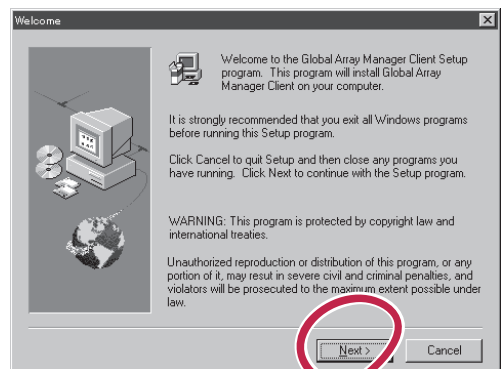 Welcome
Welcome to the Global Array Manager Client Setup
program. This program will install Global Array
Manager Client on your computer.
It is strongly recommended that you exit all Windows programs
before running this Setup program.
Click Cancel to quit Setup and then close any programs you
have running. Click Next to continue with the Setup program.
WARNING: This program is protected by copyright law and
international treaties.
Unauthorized reproduction or distribution of this program, or any
portion of it, may result in severe civil and criminal penalties, and
violators will be prosecuted to the maximum extent possible under
law.
Next >
Cancel